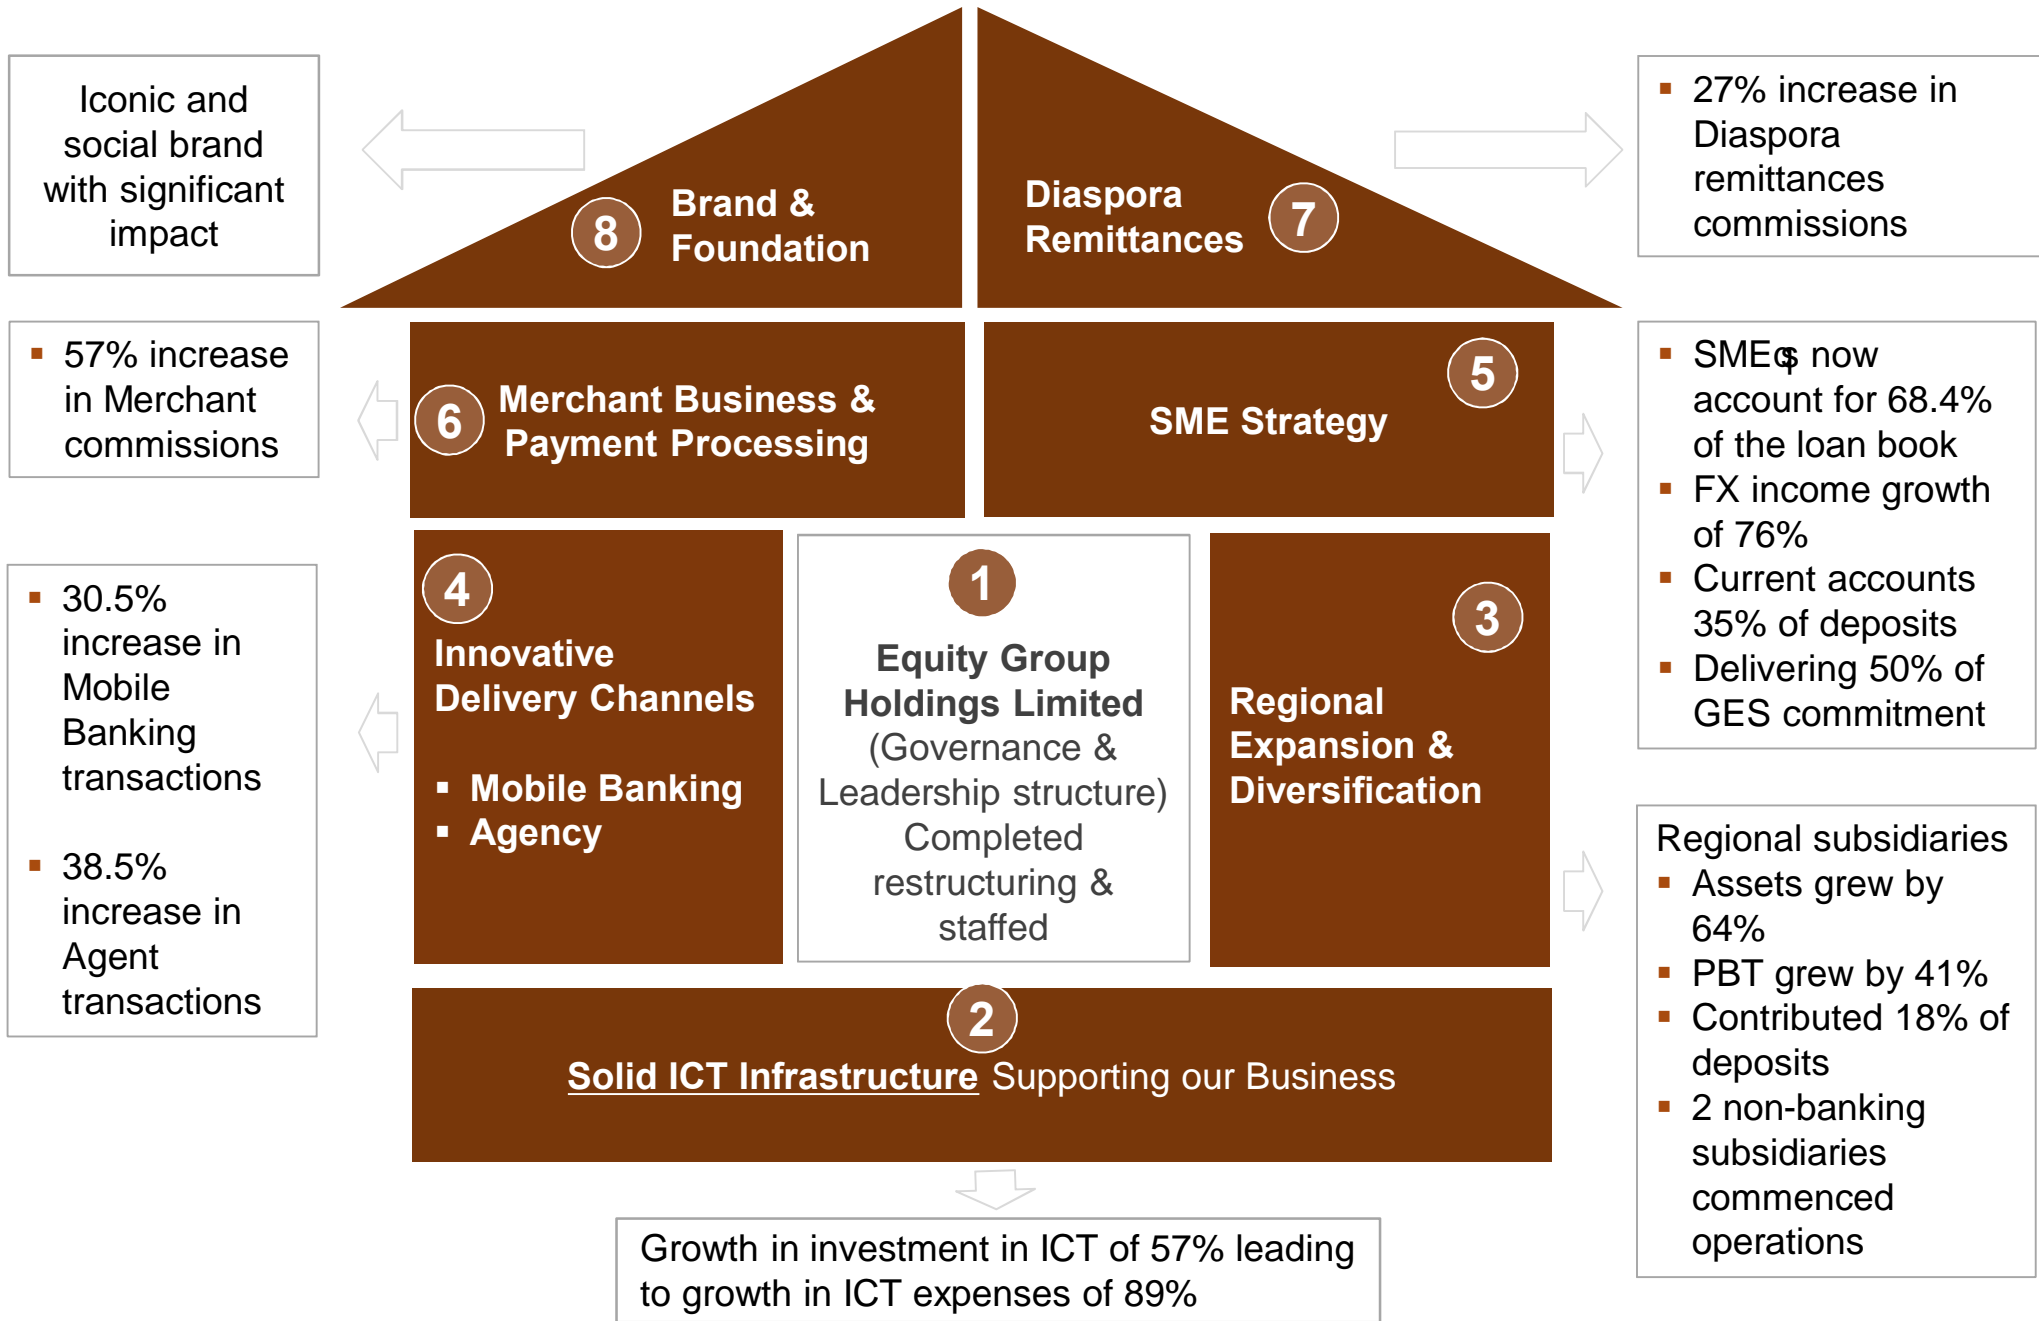 Iconic and
social brand
with significant
impact
8
Brand &
Foundation
Diaspora
Remittances
7
▪ 27% increase in
Diaspora
remittances
commissions
▪ 57% increase
in Merchant
commissions
6
Merchant Business &
Payment Processing
SME Strategy
5
▪ SMEqs now
account for 68.4%
of the loan book
▪ FX income growth
of 76%
▪ Current accounts
35% of deposits
▪ Delivering 50% of
GES commitment
▪ 30.5%
increase in
Mobile
Banking
transactions
▪ 38.5%
increase in
Agent
transactions
4
Innovative
Delivery Channels
▪ Mobile Banking
▪ Agency
1
Equity Group
Holdings Limited
(Governance &
Leadership structure)
Completed
restructuring &
staffed
3
Regional
Expansion &
Diversification
Regional subsidiaries
▪ Assets grew by
64%
▪ PBT grew by 41%
▪ Contributed 18% of
deposits
▪ 2 non-banking
subsidiaries
commenced
operations
2
Solid ICT Infrastructure Supporting our Business
Growth in investment in ICT of 57% leading
to growth in ICT expenses of 89%